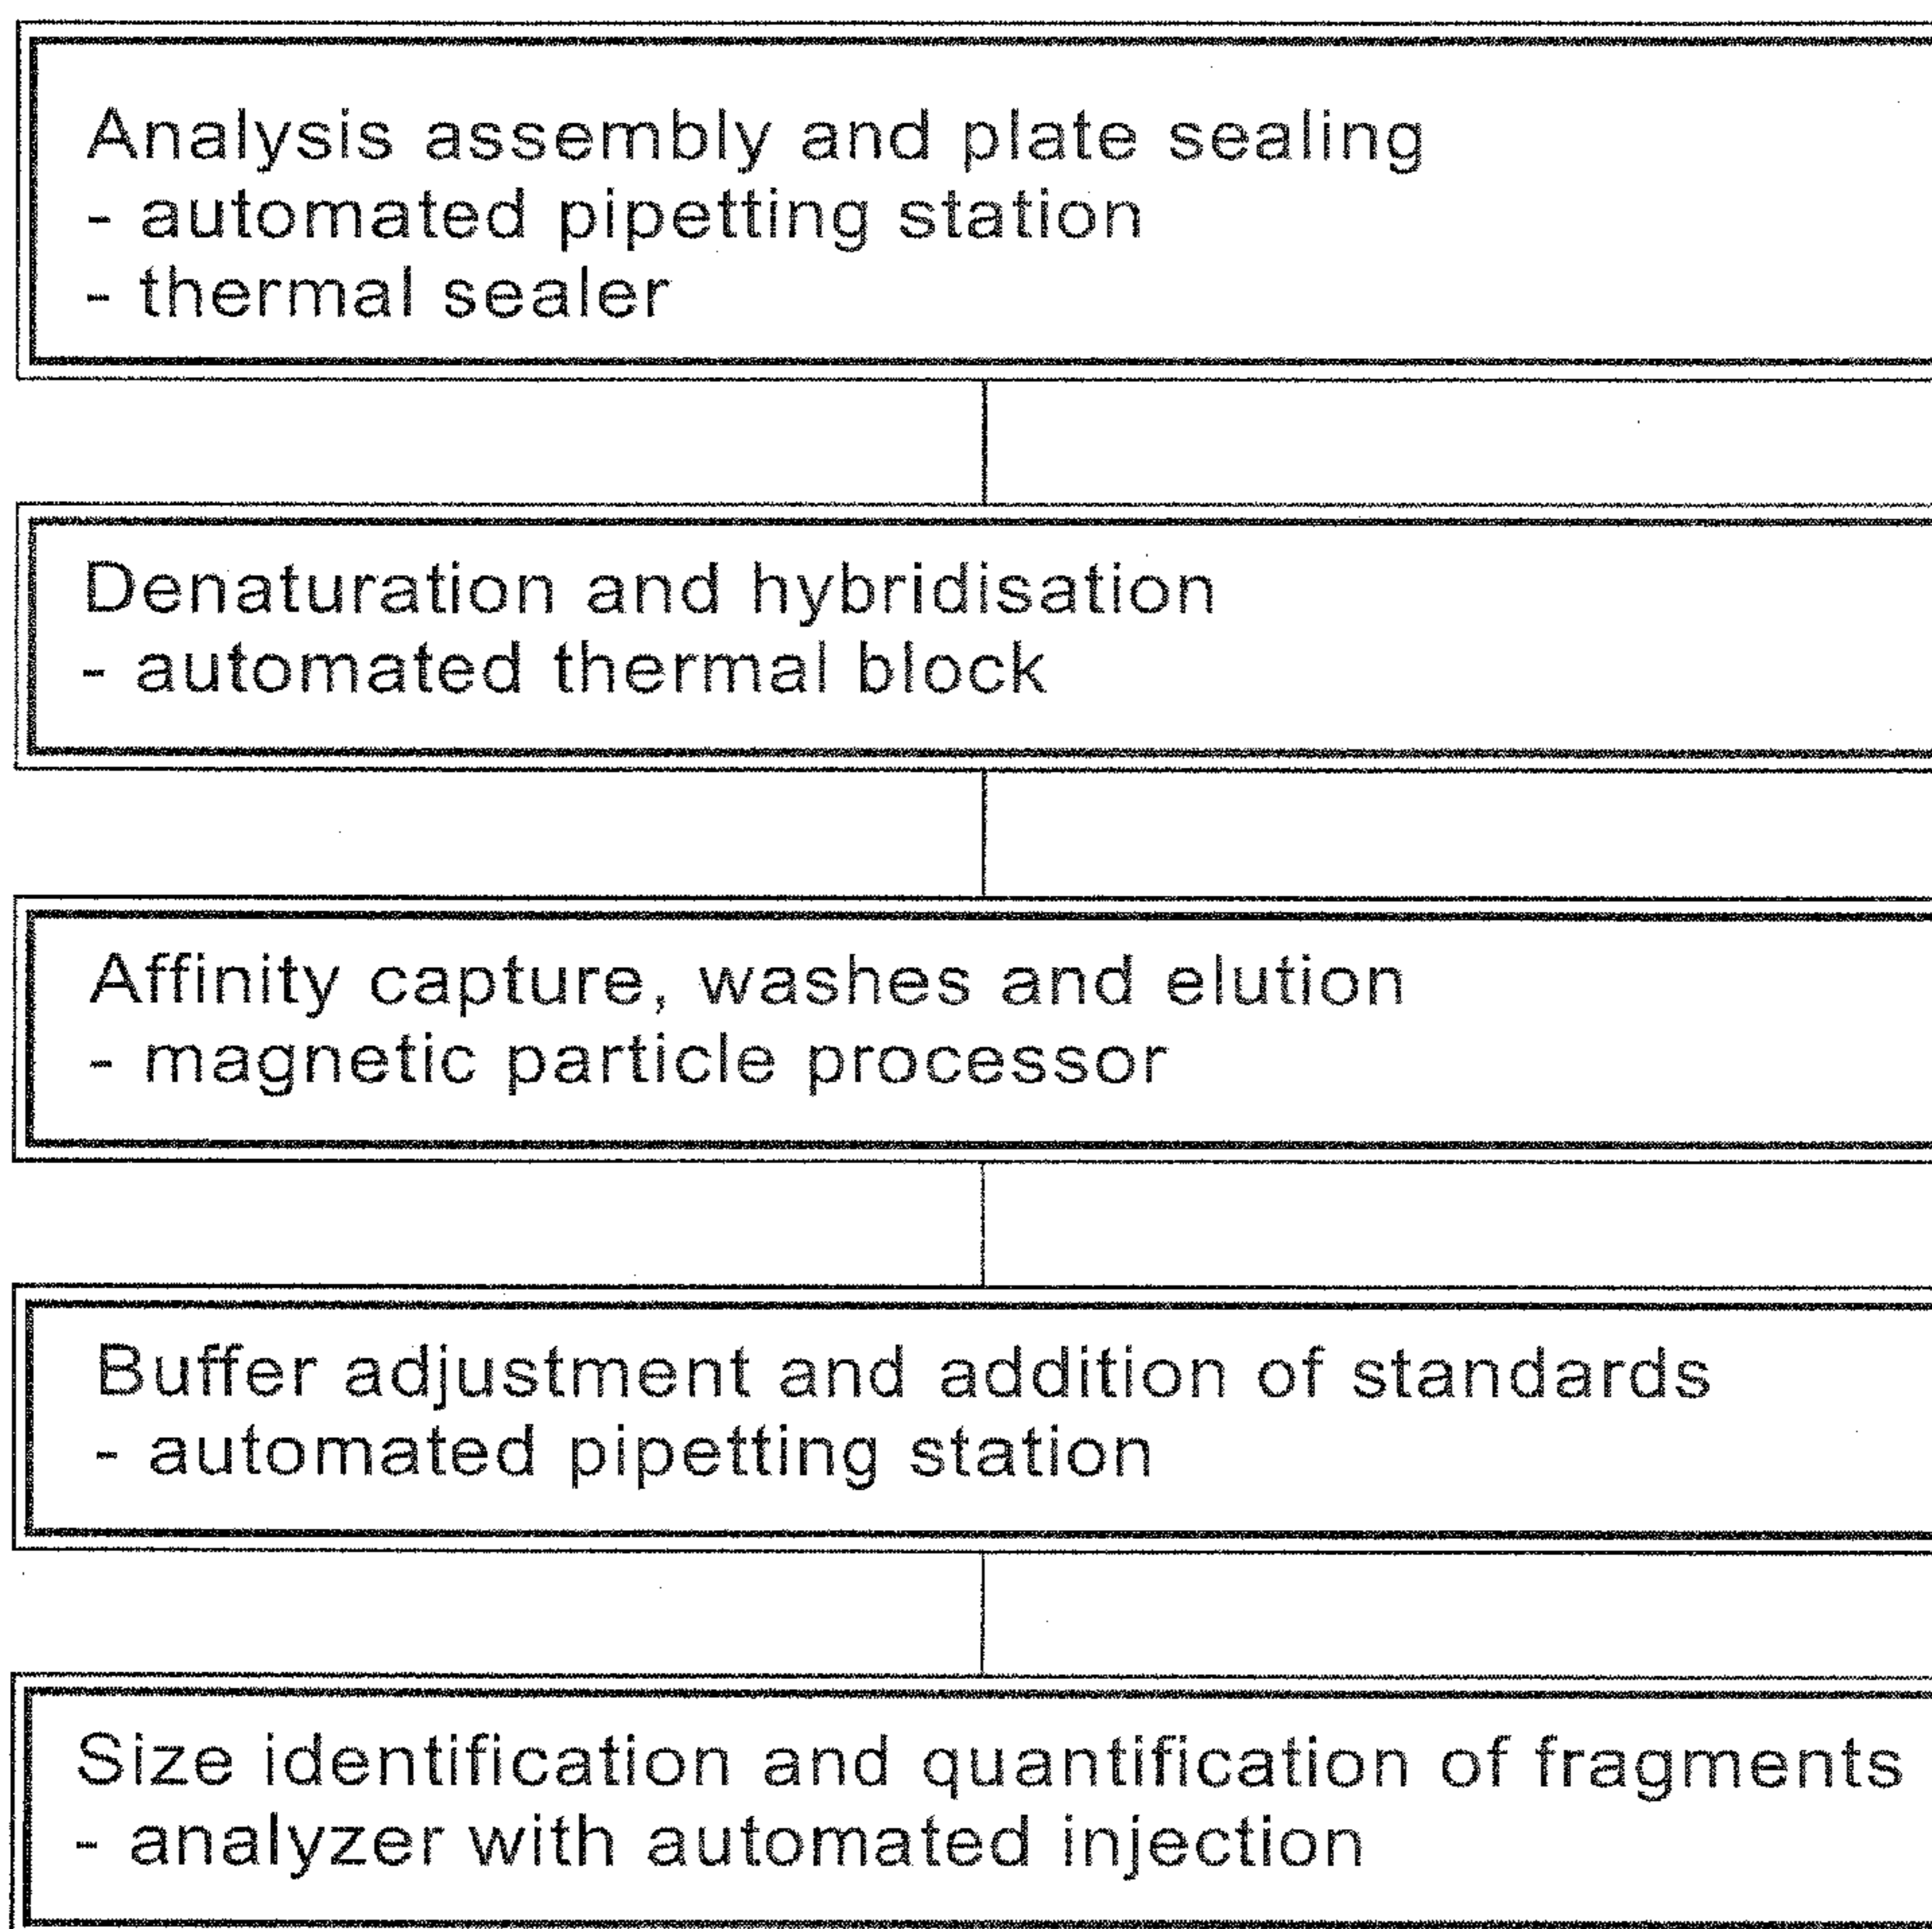 Analysis assembly and plate sealing
- automated pipetting station
- thermal sealer
Denaturation and hybridisation
- automated thermal block
Affinity capture, washes and elution
- magnetic particle processor
Buffer adjustment and addition of standards
- automated pipetting station
Size identification and quantification of fragments
- analyzer with automated injection